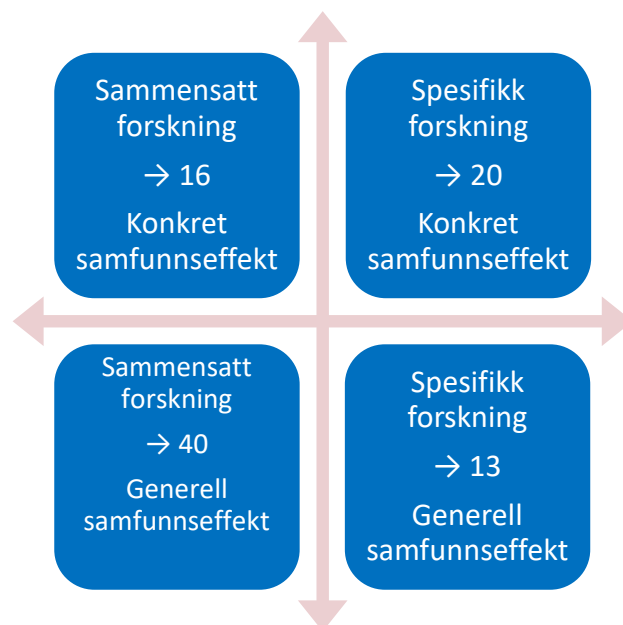 Sammensatt
forskning
→ 16
Konkret
samfunnseffekt
Spesifikk
forskning
→ 20
Konkret
samfunnseffekt
Sammensatt
forskning
→ 40
Generell
samfunnseffekt
Spesifikk
forskning
→ 13
Generell
samfunnseffekt